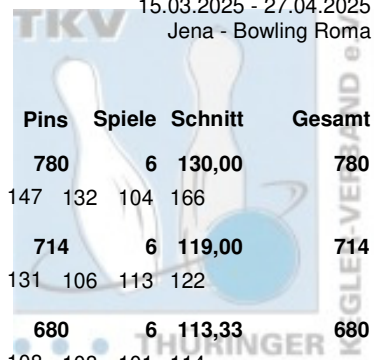 15.03.2025 - 27.04.2025
TKV
Jena - Bowling Roma
Pins Spiele Schnitt Gesamt
780 6 130,00 780
147 132 104 166
714 6 119,00 714
131 106 113 122
680 6 113,33 680
THÜRINGER KEGLER-VERBAND e.V.